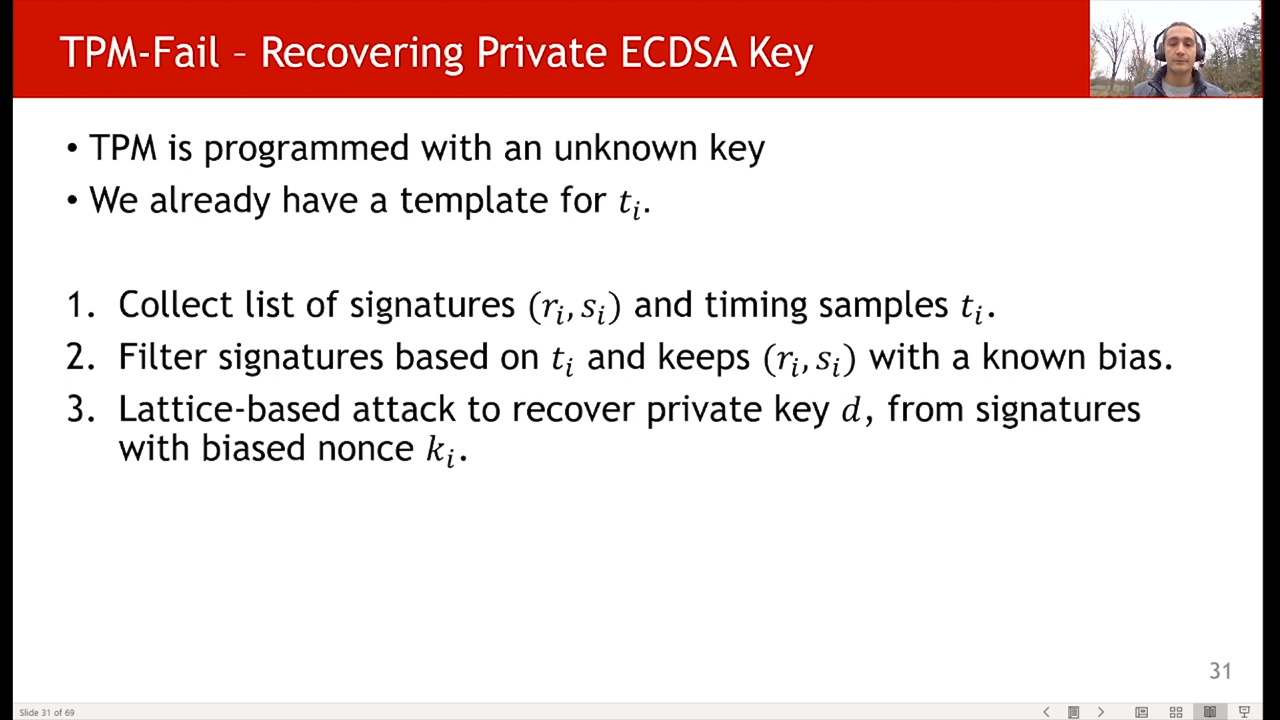 TPM-Fail – Recovering Private ECDSA Key
• TPM is programmed with an unknown key
• We already have a template for tᵢ.
1. Collect list of signatures (rᵢ, sᵢ) and timing samples tᵢ.
2. Filter signatures based on tᵢ and keeps (rᵢ, sᵢ) with a known bias.
3. Lattice-based attack to recover private key d, from signatures
with biased nonce kᵢ.
31
Slide 31 of 69